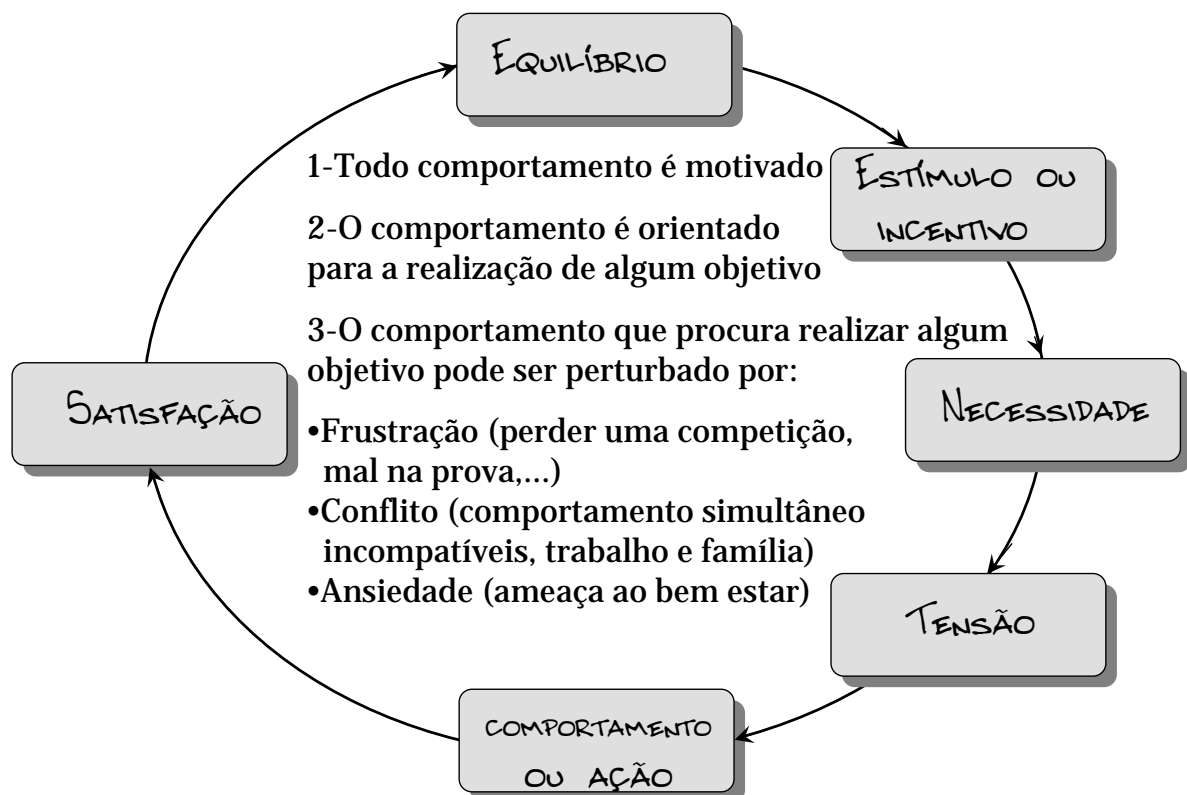 Equilíbrio
1-Todo comportamento é motivado
Estímulo ou
incentivo
2-O comportamento é orientado
para a realização de algum objetivo
3-O comportamento que procura realizar algum
objetivo pode ser perturbado por:
Satisfação
Necessidade
•Frustração (perder uma competição,
mal na prova,...)
•Conflito (comportamento simultâneo
incompatíveis, trabalho e família)
•Ansiedade (ameaça ao bem estar)
Tensão
comportamento
ou ação